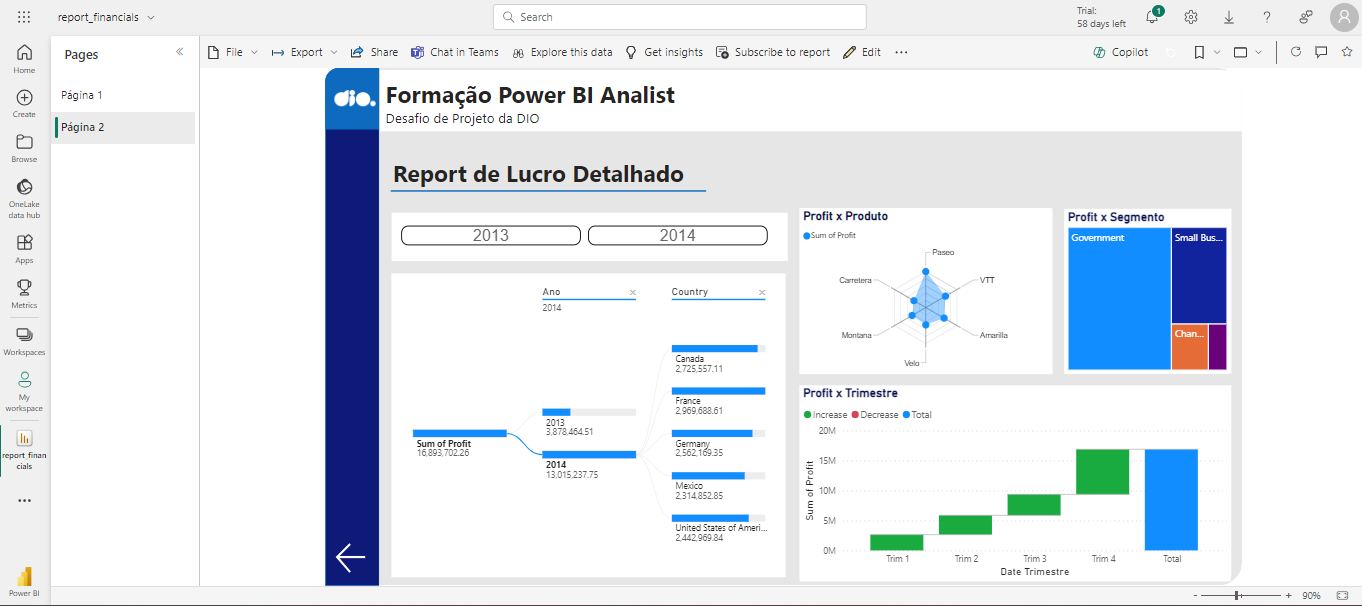 report_financials
Search
Trial:
58 days left
1
Home
Create
Browse
OneLake
data hub
Apps
Metrics
Workspaces
My
workspace
report_finan
cials
Power BI
Pages
Página 1
Página 2
File
Export
Share
Chat in Teams
Explore this data
Get insights
Subscribe to report
Edit
Copilot
dio.
Formação Power BI Analist
Desafio de Projeto da DIO
Report de Lucro Detalhado
2013
2014
Ano
2014
Country
Sum of Profit
16,893,702.26
2013
3,878,464.51
2014
13,015,237.75
Canada
2,725,557.11
France
2,969,688.61
Germany
2,562,169.35
Mexico
2,314,852.85
United States of Ameri...
2,442,969.84
Profit x Produto
Sum of Profit
Paseo
VTT
Amarilla
Velo
Montana
Carretera
Profit x Segmento
Government
Small Bus...
Chan...
Profit x Trimestre
Increase Decrease Total
Sum of Profit
20M
15M
10M
5M
0M
Trim 1
Trim 2
Trim 3
Trim 4
Total
Date Trimestre
- + 90%